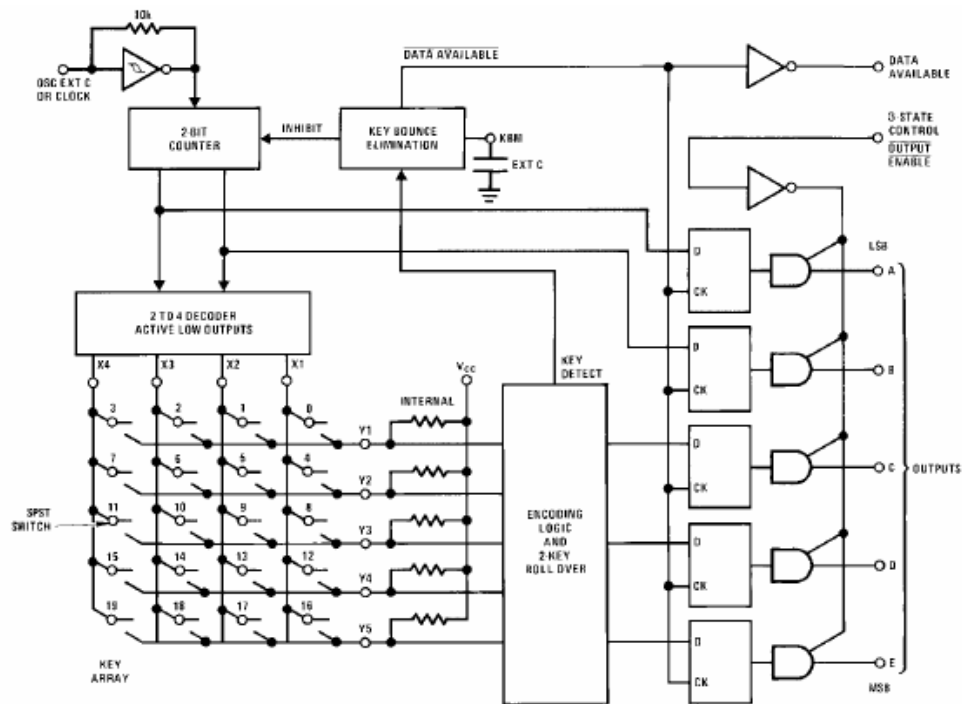 10k
OSC EXT C
OR CLOCK
2-BIT
COUNTER
INHIBIT
KEY BOUNCE
ELIMINATION
DATA AVAILABLE
KBM
EXT C
DATA
AVAILABLE
3-STATE
CONTROL
OUTPUT
ENABLE
2 TO 4 DECODER
ACTIVE LOW OUTPUTS
X4 X3 X2 X1
VCC
INTERNAL
KEY
DETECT
3 2 1 0 Y1
7 6 5 4 Y2
11 10 9 8 Y3
15 14 13 12 Y4
19 18 17 16 Y5
SPST
SWITCH
KEY
ARRAY
ENCODING
LOGIC
AND
2-KEY
ROLL OVER
D
CK
LSB
A
D
CK
B
D
CK
C
OUTPUTS
D
CK
D
D
CK
E
MSB